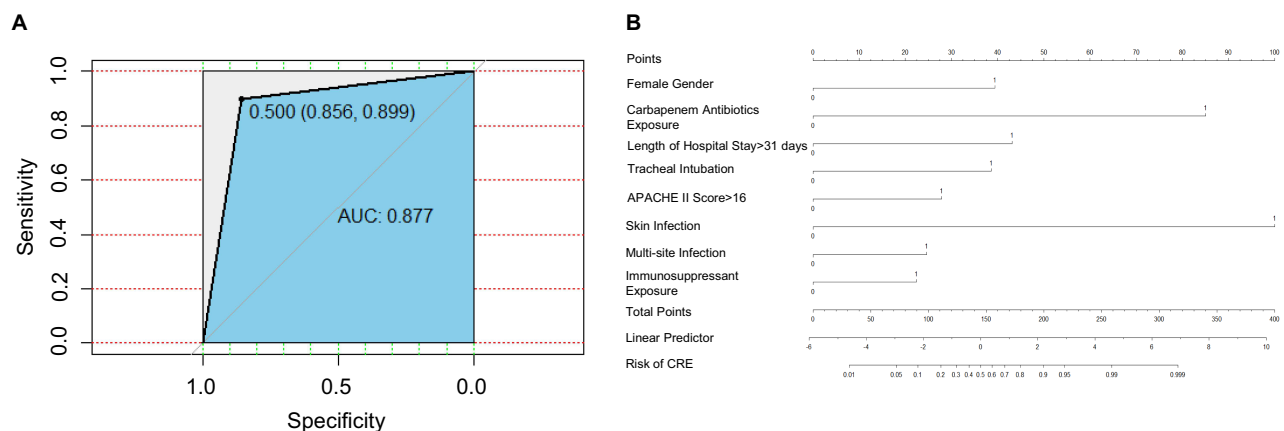 A
1.0
0.8
0.6
0.4
0.2
0.0
Sensitivity
0.500 (0.856, 0.899)
AUC: 0.877
1.0 0.5 0.0
Specificity
B
Points
0 10 20 30 40 50 60 70 80 90 100
Female Gender
0 1
Carbapenem Antibiotics
Exposure
0 1
Length of Hospital Stay>31 days
0 1
Tracheal Intubation
0 1
APACHE II Score>16
0 1
Skin Infection
0 1
Multi-site Infection
0 1
Immunosuppressant
Exposure
0 1
Total Points
0 50 100 150 200 250 300 350 400
Linear Predictor
-6 -4 -2 0 2 4 6 8 10
Risk of CRE
0.01 0.05 0.1 0.2 0.3 0.4 0.5 0.6 0.7 0.8 0.9 0.95 0.99 0.999